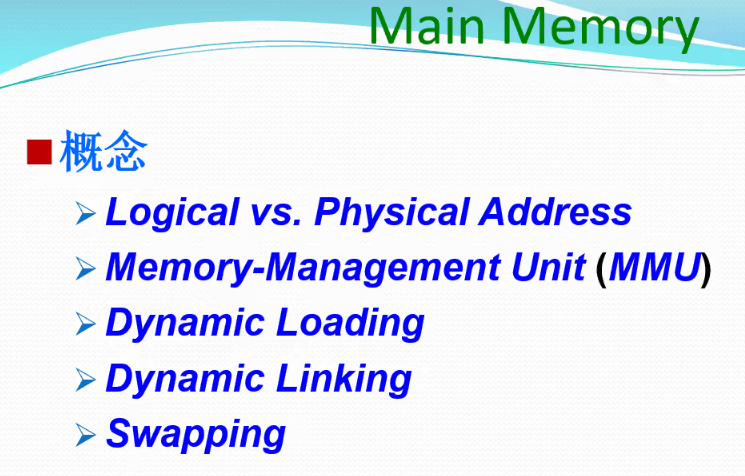 Main Memory
概念
Logical vs. Physical Address
Memory-Management Unit (MMU)
Dynamic Loading
Dynamic Linking
Swapping